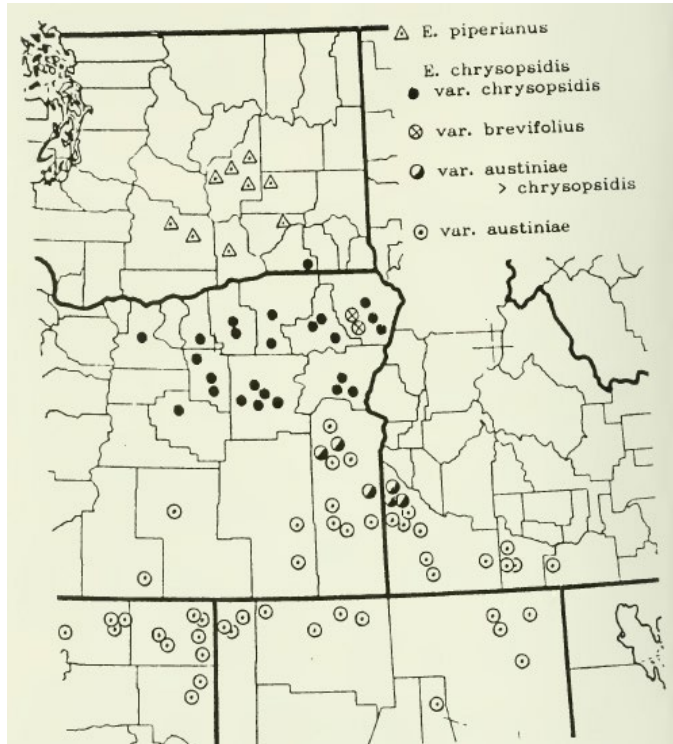 E. piperianus
E. chrysopsidis
var. chrysopsidis
var. brevifolius
var. austiniae
> chrysopsidis
var. austiniae